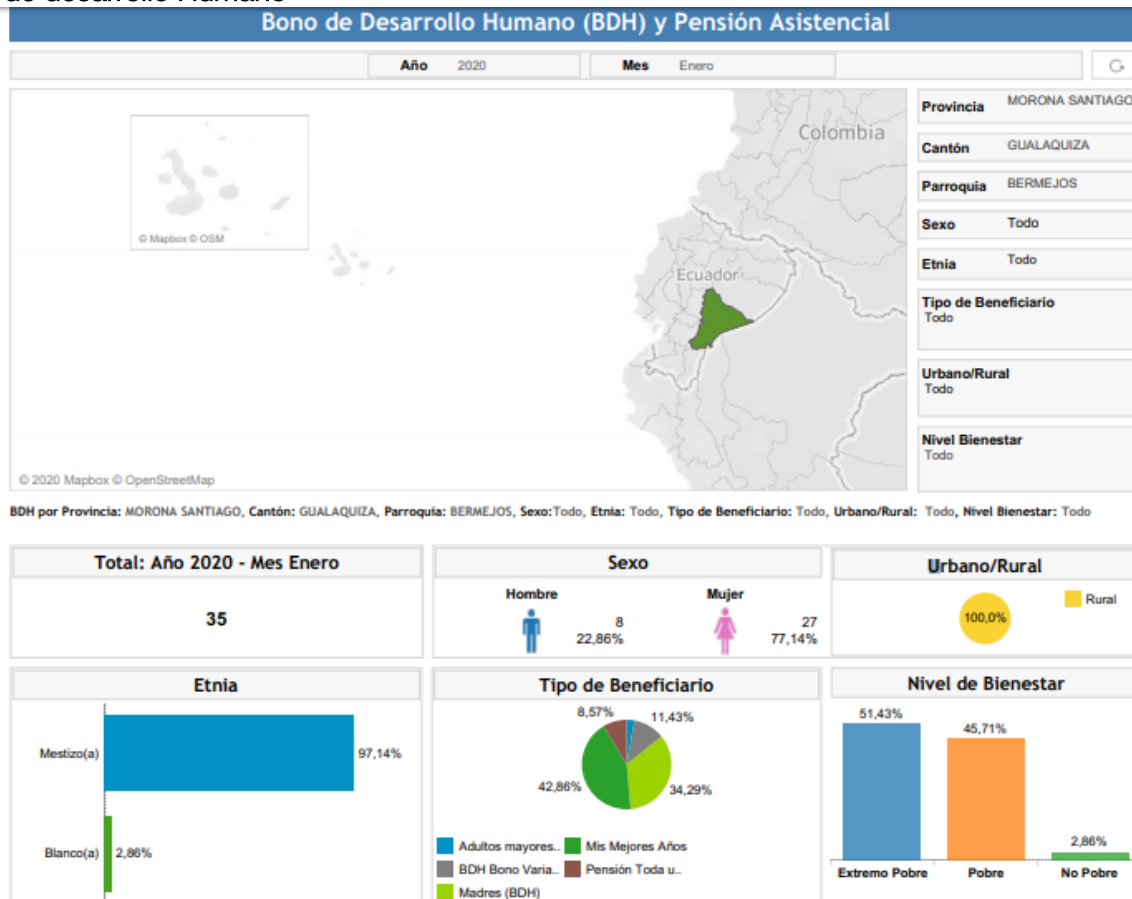 de desarrollo Humano
Bono de Desarrollo Humano (BDH) y Pensión Asistencial
Año 2020 Mes Enero
Colombia
Ecuador
© Mapbox © OSM
© 2020 Mapbox © OpenStreetMap
Provincia MORONA SANTIAGO
Cantón GUALAQUIZA
Parroquia BERMEJOS
Sexo Todo
Etnia Todo
Tipo de Beneficiario
Todo
Urbano/Rural
Todo
Nivel Bienestar
Todo
BDH por Provincia: MORONA SANTIAGO, Cantón: GUALAQUIZA, Parroquia: BERMEJOS, Sexo:Todo, Etnia: Todo, Tipo de Beneficiario: Todo, Urbano/Rural: Todo, Nivel Bienestar: Todo
Total: Año 2020 - Mes Enero
35
Sexo
Hombre Mujer
8 27
22,86% 77,14%
Urbano/Rural
100,0%
Rural
Etnia
Mestizo(a) 97,14%
Blanco(a) 2,86%
Tipo de Beneficiario
8,57% 11,43%
42,86% 34,29%
Adultos mayores.. Mis Mejores Años
BDH Bono Varia.. Pensión Toda u..
Madres (BDH)
Nivel de Bienestar
51,43% 45,71% 2,86%
Extremo Pobre Pobre No Pobre